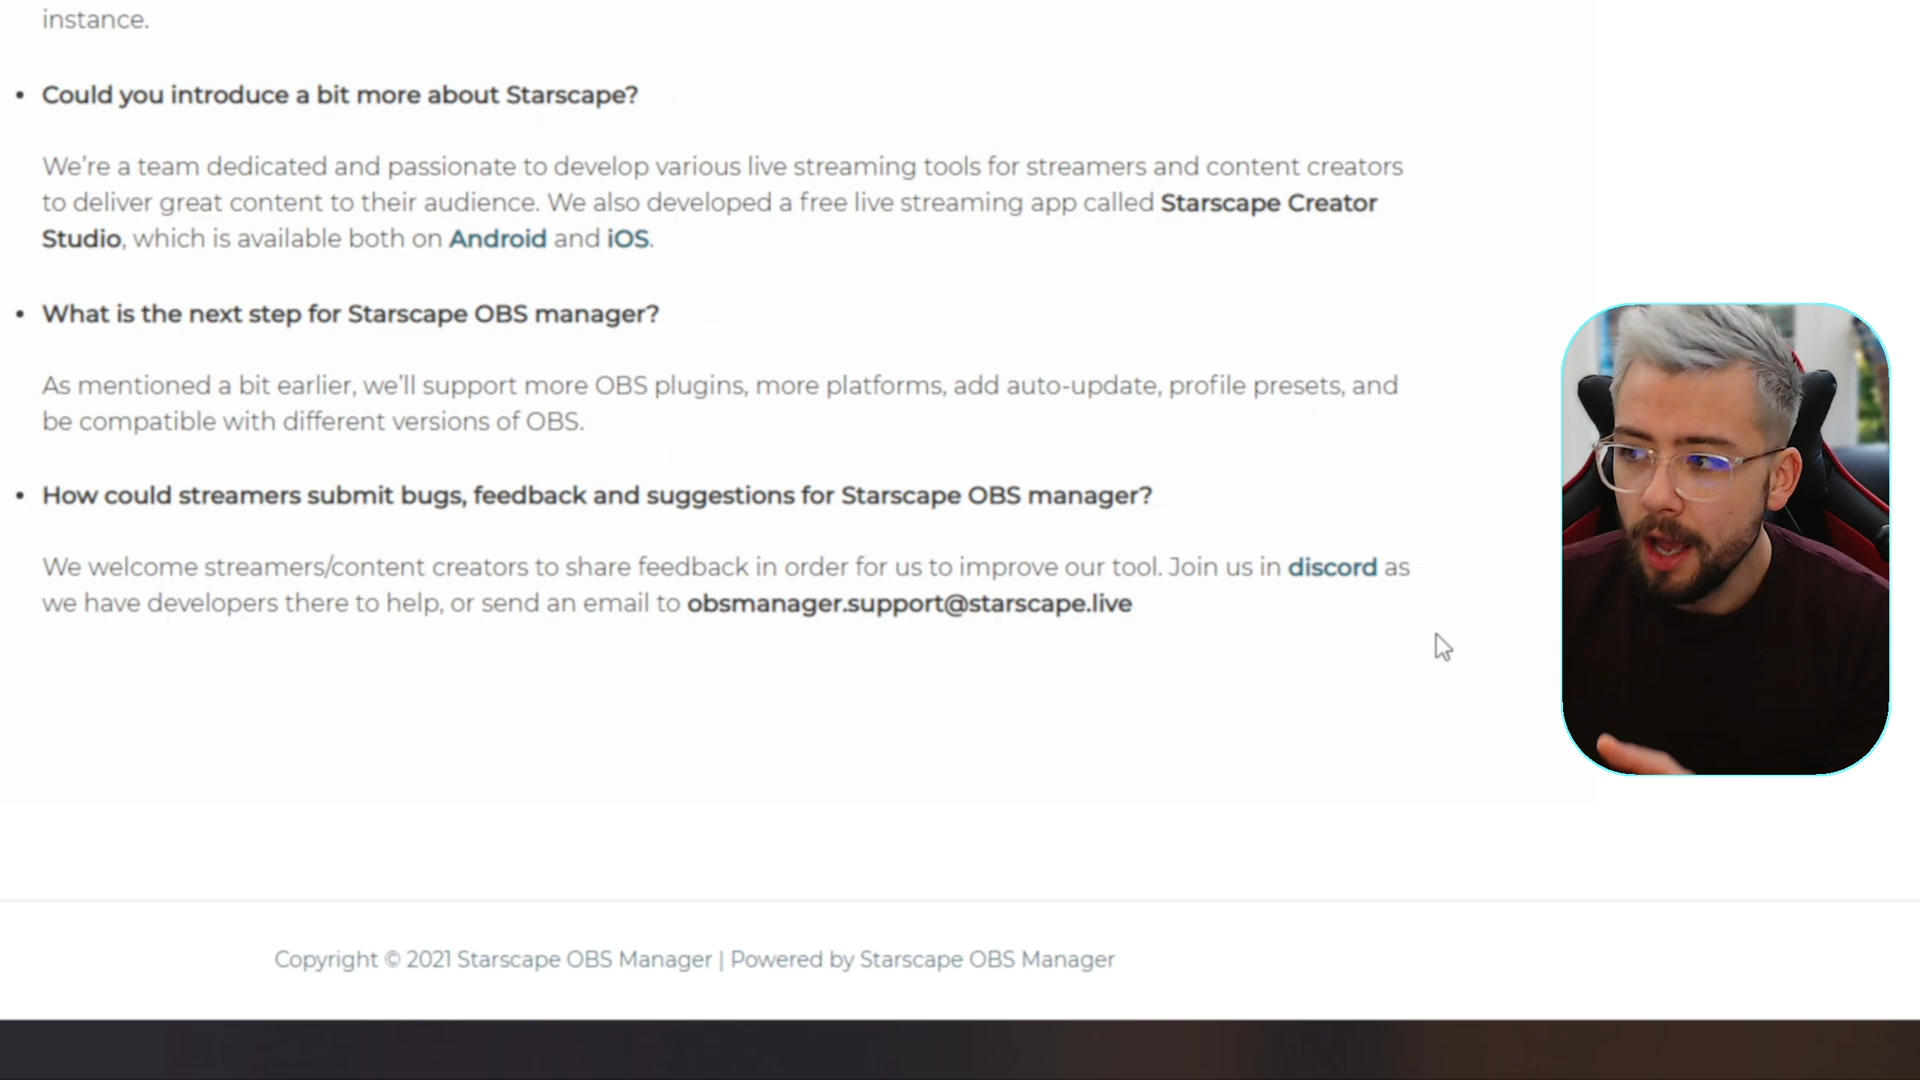 instance.
• Could you introduce a bit more about Starscape?
We're a team dedicated and passionate to develop various live streaming tools for streamers and content creators
to deliver great content to their audience. We also developed a free live streaming app called Starscape Creator
Studio, which is available both on Android and iOS.
• What is the next step for Starscape OBS manager?
As mentioned a bit earlier, we'll support more OBS plugins, more platforms, add auto-update, profile presets, and
be compatible with different versions of OBS.
• How could streamers submit bugs, feedback and suggestions for Starscape OBS manager?
We welcome streamers/content creators to share feedback in order for us to improve our tool. Join us in discord as
we have developers there to help, or send an email to obsmanager.support@starscape.live
Copyright © 2021 Starscape OBS Manager | Powered by Starscape OBS Manager